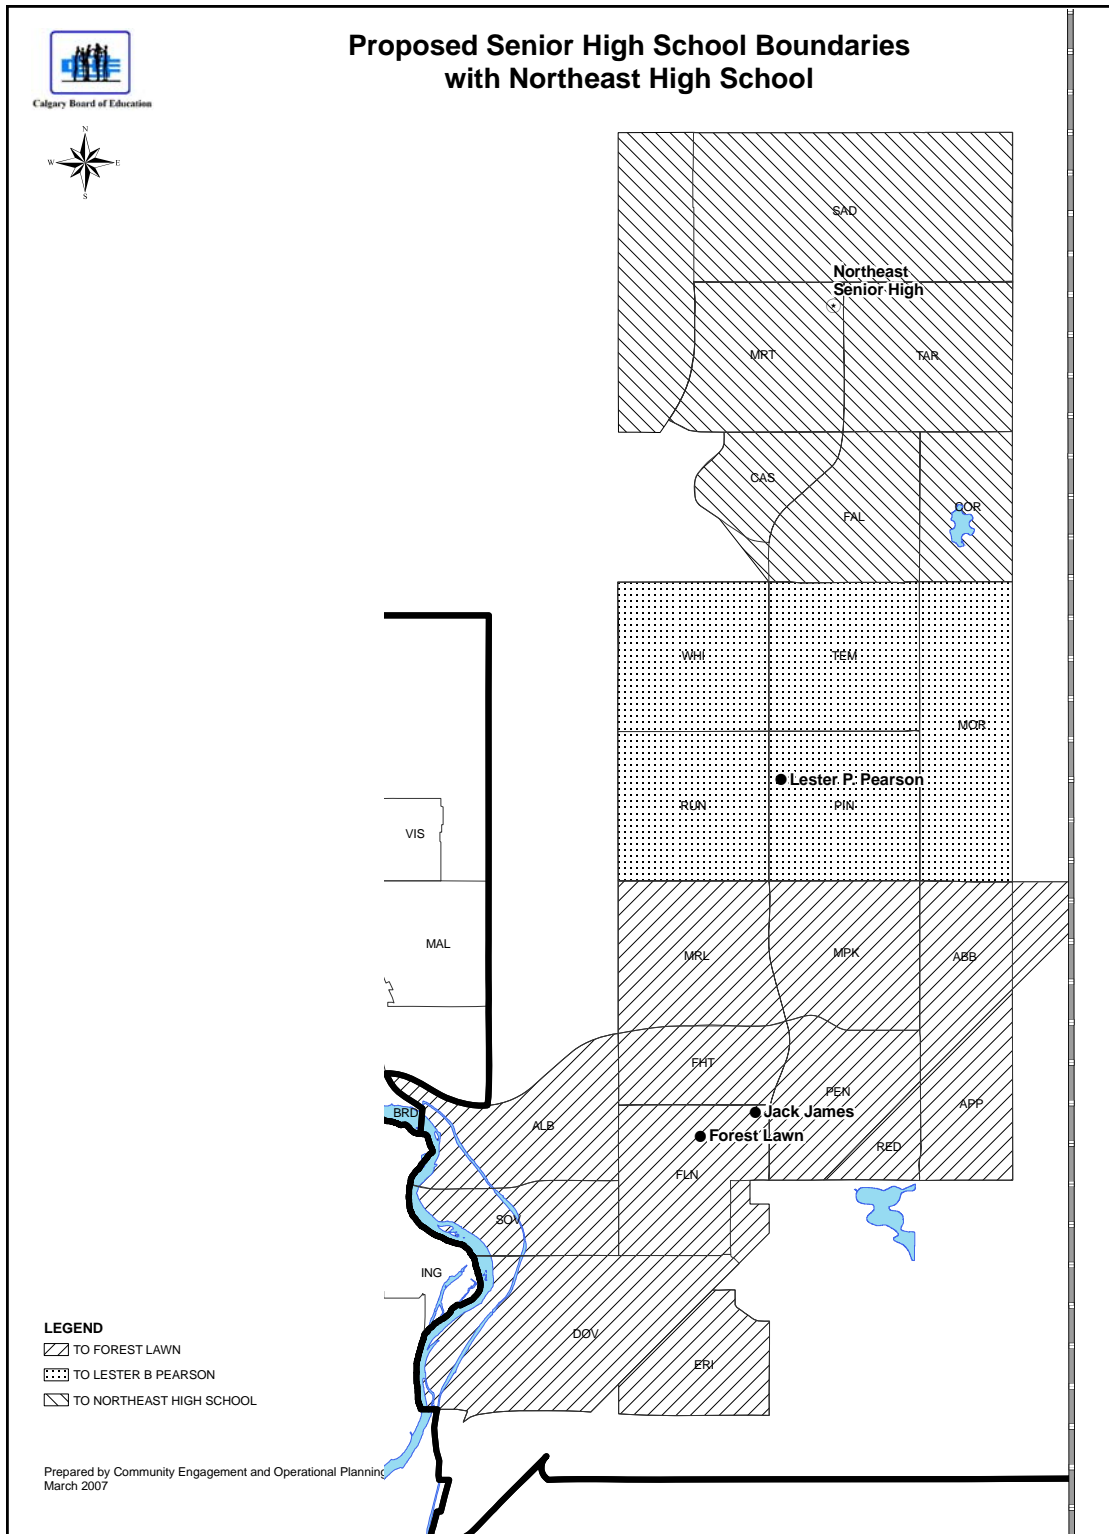 Proposed Senior High School Boundaries
with Northeast High School
Calgary Board of Education
N
W
E
S
SAD
Northeast
Senior High
MRT
TAR
CAS
COR
FAL
WHI
TEM
MOR
Lester P. Pearson
RUN
PIN
VIS
MAL
MRL
MPK
ABB
FHT
PEN
APP
BRD
Jack James
ALB
Forest Lawn
RED
FLN
SOV
ING
DOV
ERI
LEGEND
TO FOREST LAWN
TO LESTER B PEARSON
TO NORTHEAST HIGH SCHOOL
Prepared by Community Engagement and Operational Planning
March 2007